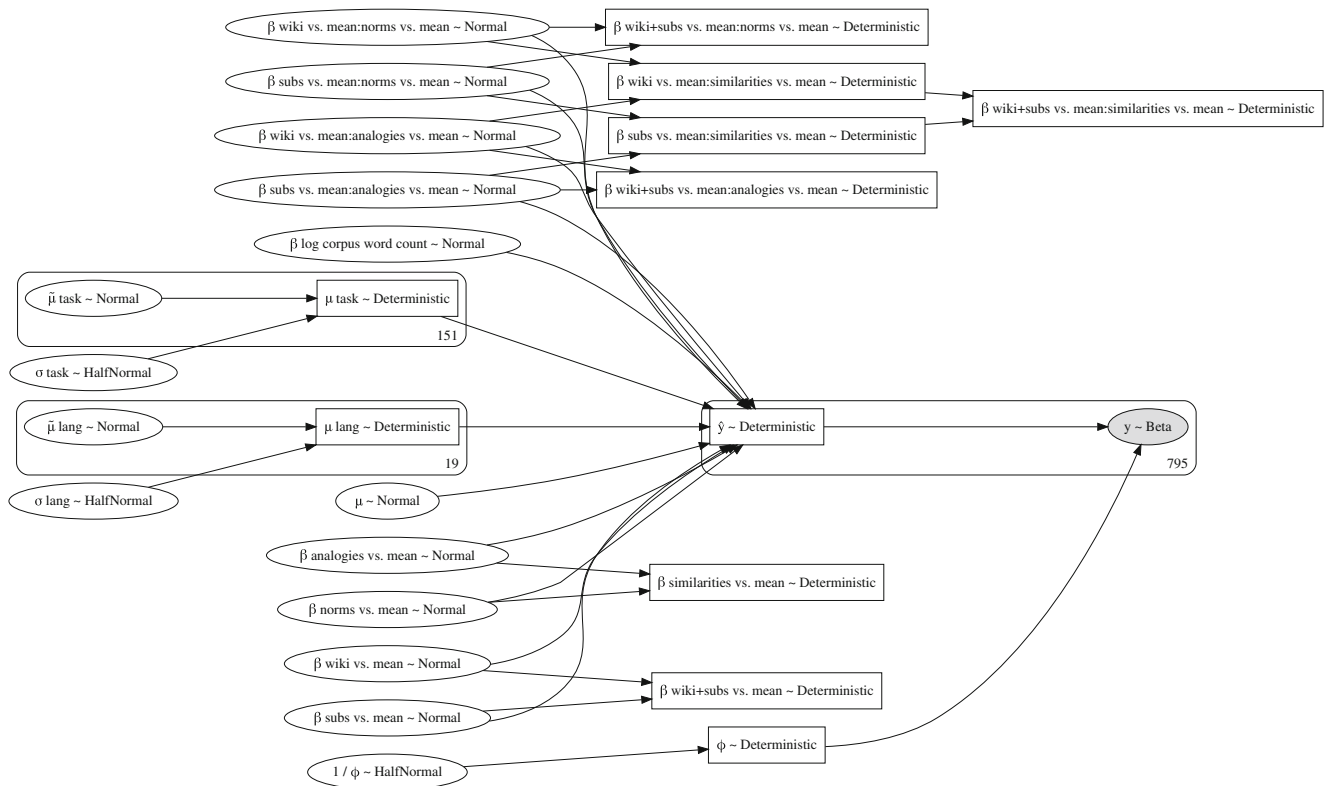 β wiki vs. mean:norms vs. mean ~ Normal
β wiki+subs vs. mean:norms vs. mean ~ Deterministic
β subs vs. mean:norms vs. mean ~ Normal
β wiki vs. mean:similarities vs. mean ~ Deterministic
β wiki+subs vs. mean:similarities vs. mean ~ Deterministic
β wiki vs. mean:analogies vs. mean ~ Normal
β subs vs. mean:similarities vs. mean ~ Deterministic
β subs vs. mean:analogies vs. mean ~ Normal
β wiki+subs vs. mean:analogies vs. mean ~ Deterministic
β log corpus word count ~ Normal
μ̃ task ~ Normal
μ task ~ Deterministic
151
σ task ~ HalfNormal
μ̃ lang ~ Normal
μ lang ~ Deterministic
19
ŷ ~ Deterministic
y ~ Beta
795
σ lang ~ HalfNormal
μ ~ Normal
β analogies vs. mean ~ Normal
β similarities vs. mean ~ Deterministic
β norms vs. mean ~ Normal
β wiki vs. mean ~ Normal
β wiki+subs vs. mean ~ Deterministic
β subs vs. mean ~ Normal
ϕ ~ Deterministic
1 / ϕ ~ HalfNormal